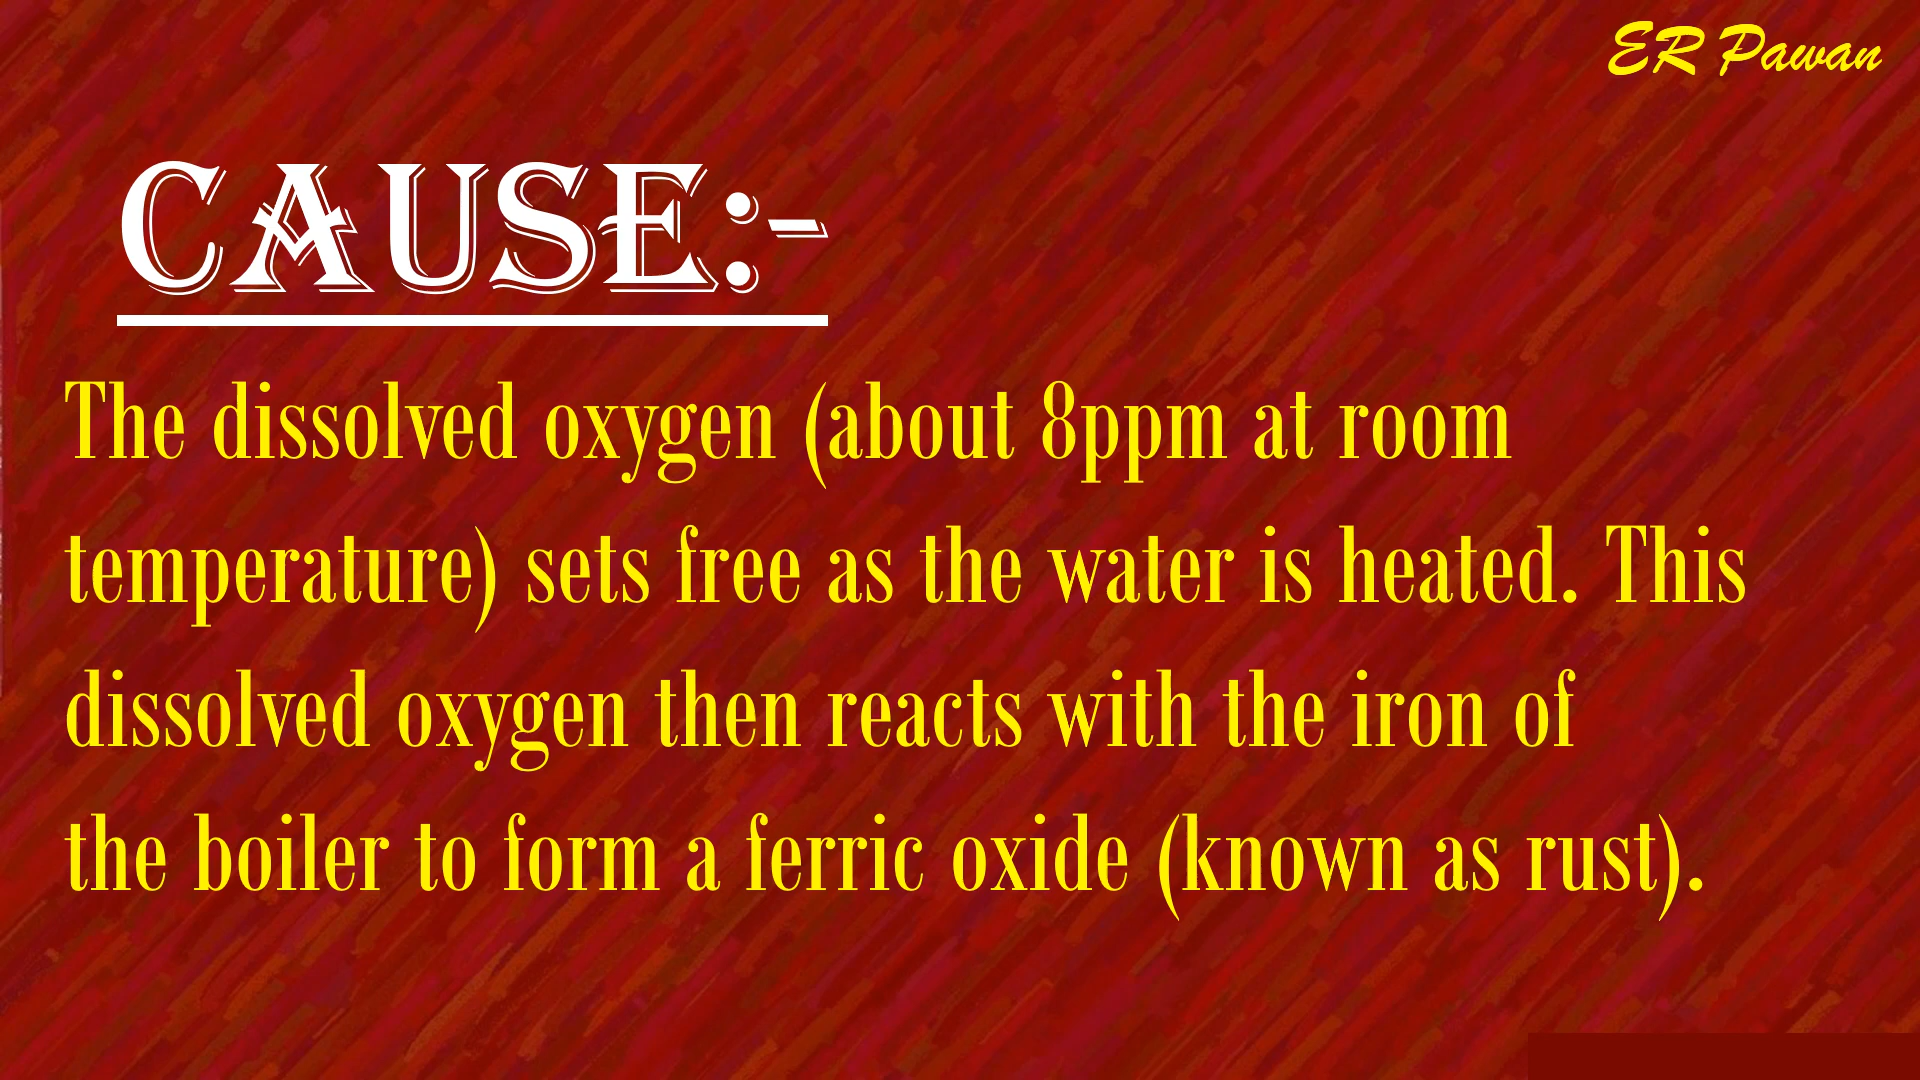 ER Pawan
CAUSE:-
The dissolved oxygen (about 8ppm at room
temperature) sets free as the water is heated. This
dissolved oxygen then reacts with the iron of
the boiler to form a ferric oxide (known as rust).